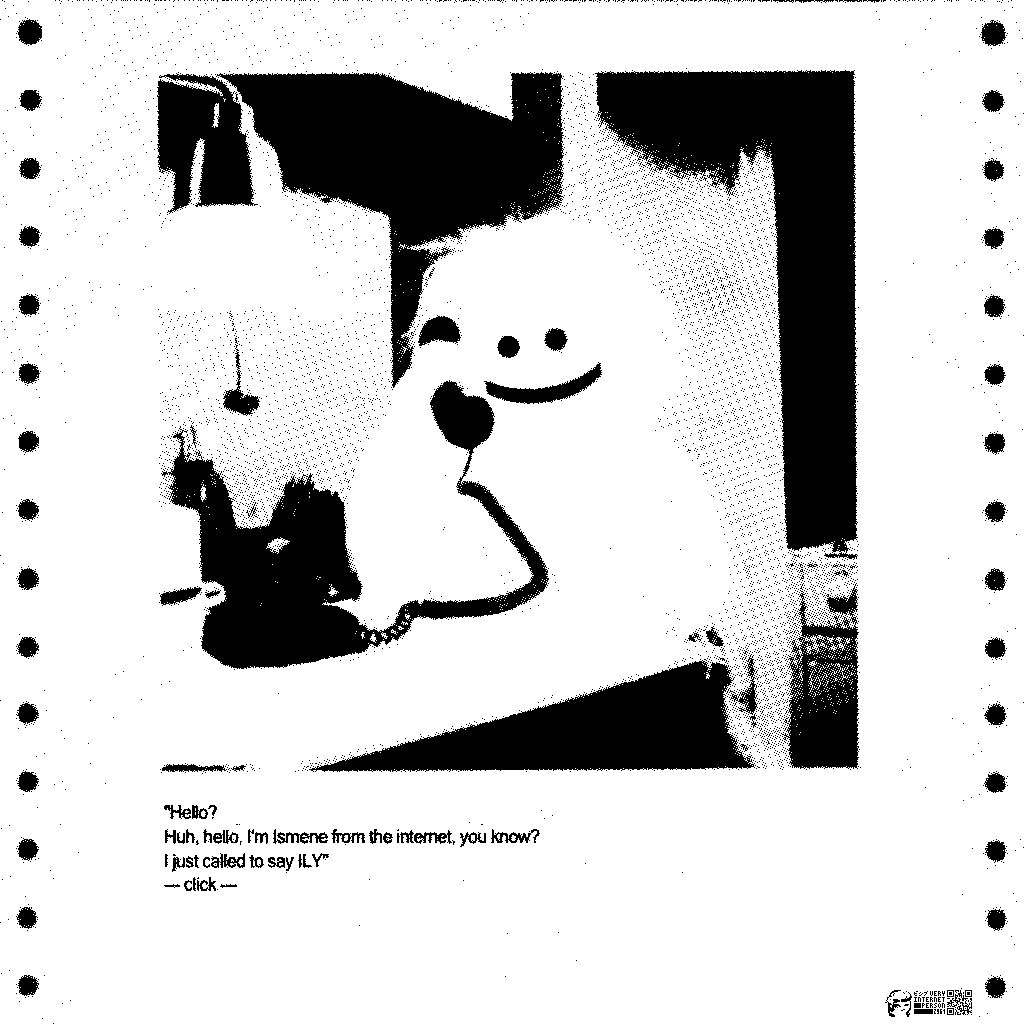 "Hello?
Huh, hello, I'm Ismene from the internet, you know?
I just called to say ILY"
— click —
VERY
INTERNET
PERSON